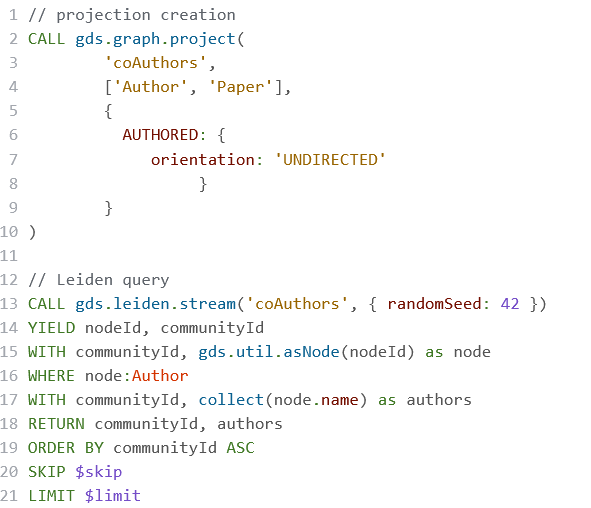 1 // projection creation
2 CALL gds.graph.project(
3 'coAuthors',
4 ['Author', 'Paper'],
5 {
6 AUTHORED: {
7 orientation: 'UNDIRECTED'
8 }
9 }
10 )
11
12 // Leiden query
13 CALL gds.leiden.stream('coAuthors', { randomSeed: 42 })
14 YIELD nodeId, communityId
15 WITH communityId, gds.util.asNode(nodeId) as node
16 WHERE node:Author
17 WITH communityId, collect(node.name) as authors
18 RETURN communityId, authors
19 ORDER BY communityId ASC
20 SKIP $skip
21 LIMIT $limit